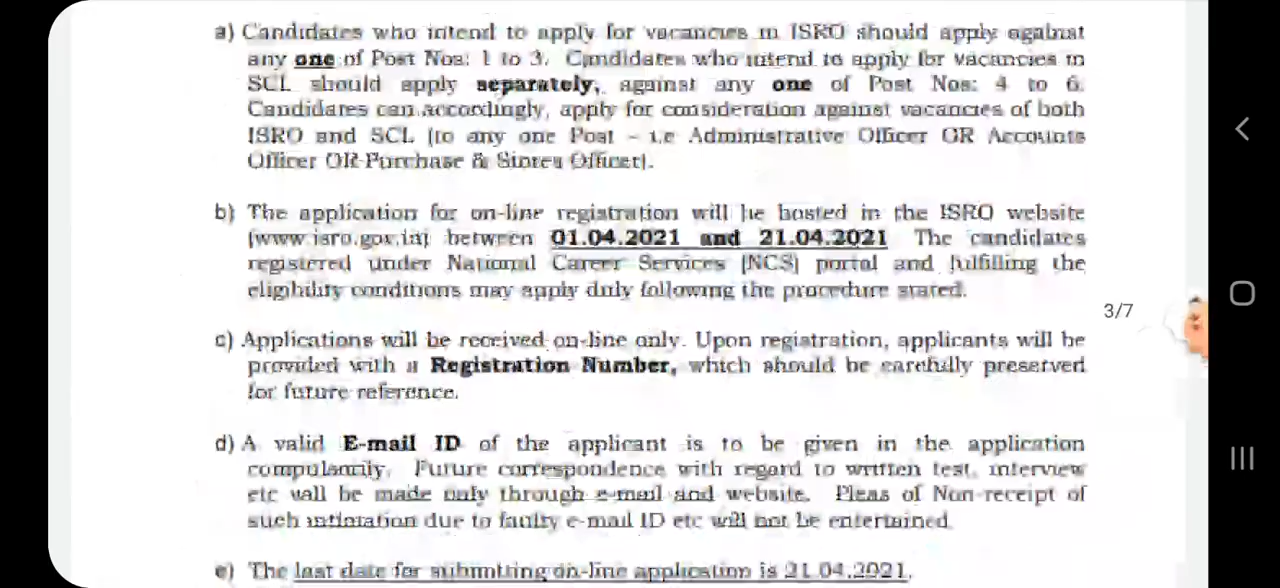 a) Candidates who intend to apply for vacancies in ISRO should apply against
any one of Post Nos: 1 to 3. Candidates who intend to apply for vacancies in
SCL should apply separately, against any one of Post Nos: 4 to 6.
Candidates can accordingly, apply for consideration against vacancies of both
ISRO and SCL (to any one Post – i.e Administrative Officer OR Accounts
Officer OR Purchase & Stores Officer).
b) The application for on-line registration will be hosted in the ISRO website
(www.isro.gov.in) between 01.04.2021 and 21.04.2021 The candidates
registered under National Career Services (NCS) portal and fulfilling the
eligibility conditions may apply duly following the procedure stated.
3/7
c) Applications will be received on-line only. Upon registration, applicants will be
provided with a Registration Number, which should be carefully preserved
for future reference.
d) A valid E-mail ID of the applicant is to be given in the application
compulsorily. Future correspondence with regard to written test, interview
etc will be made only through e-mail and website. Pleas of Non-receipt of
such intimation due to faulty e-mail ID etc will not be entertained.
e) The last date for submitting on-line application is 21.04.2021.